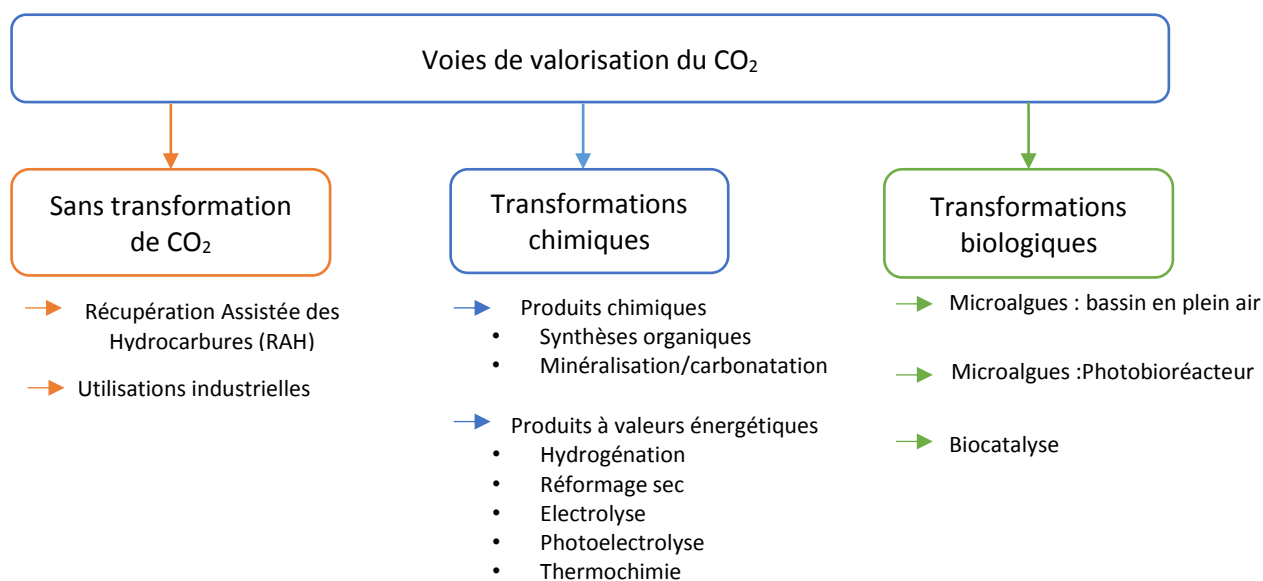 Voies de valorisation du CO₂
Sans transformation
de CO₂
Récupération Assistée des
Hydrocarbures (RAH)
Utilisations industrielles
Transformations
chimiques
Produits chimiques
• Synthèses organiques
• Minéralisation/carbonatation
Produits à valeurs énergétiques
• Hydrogénation
• Réformage sec
• Electrolyse
• Photoelectrolyse
• Thermochimie
Transformations
biologiques
Microalgues : bassin en plein air
Microalgues :Photobioréacteur
Biocatalyse